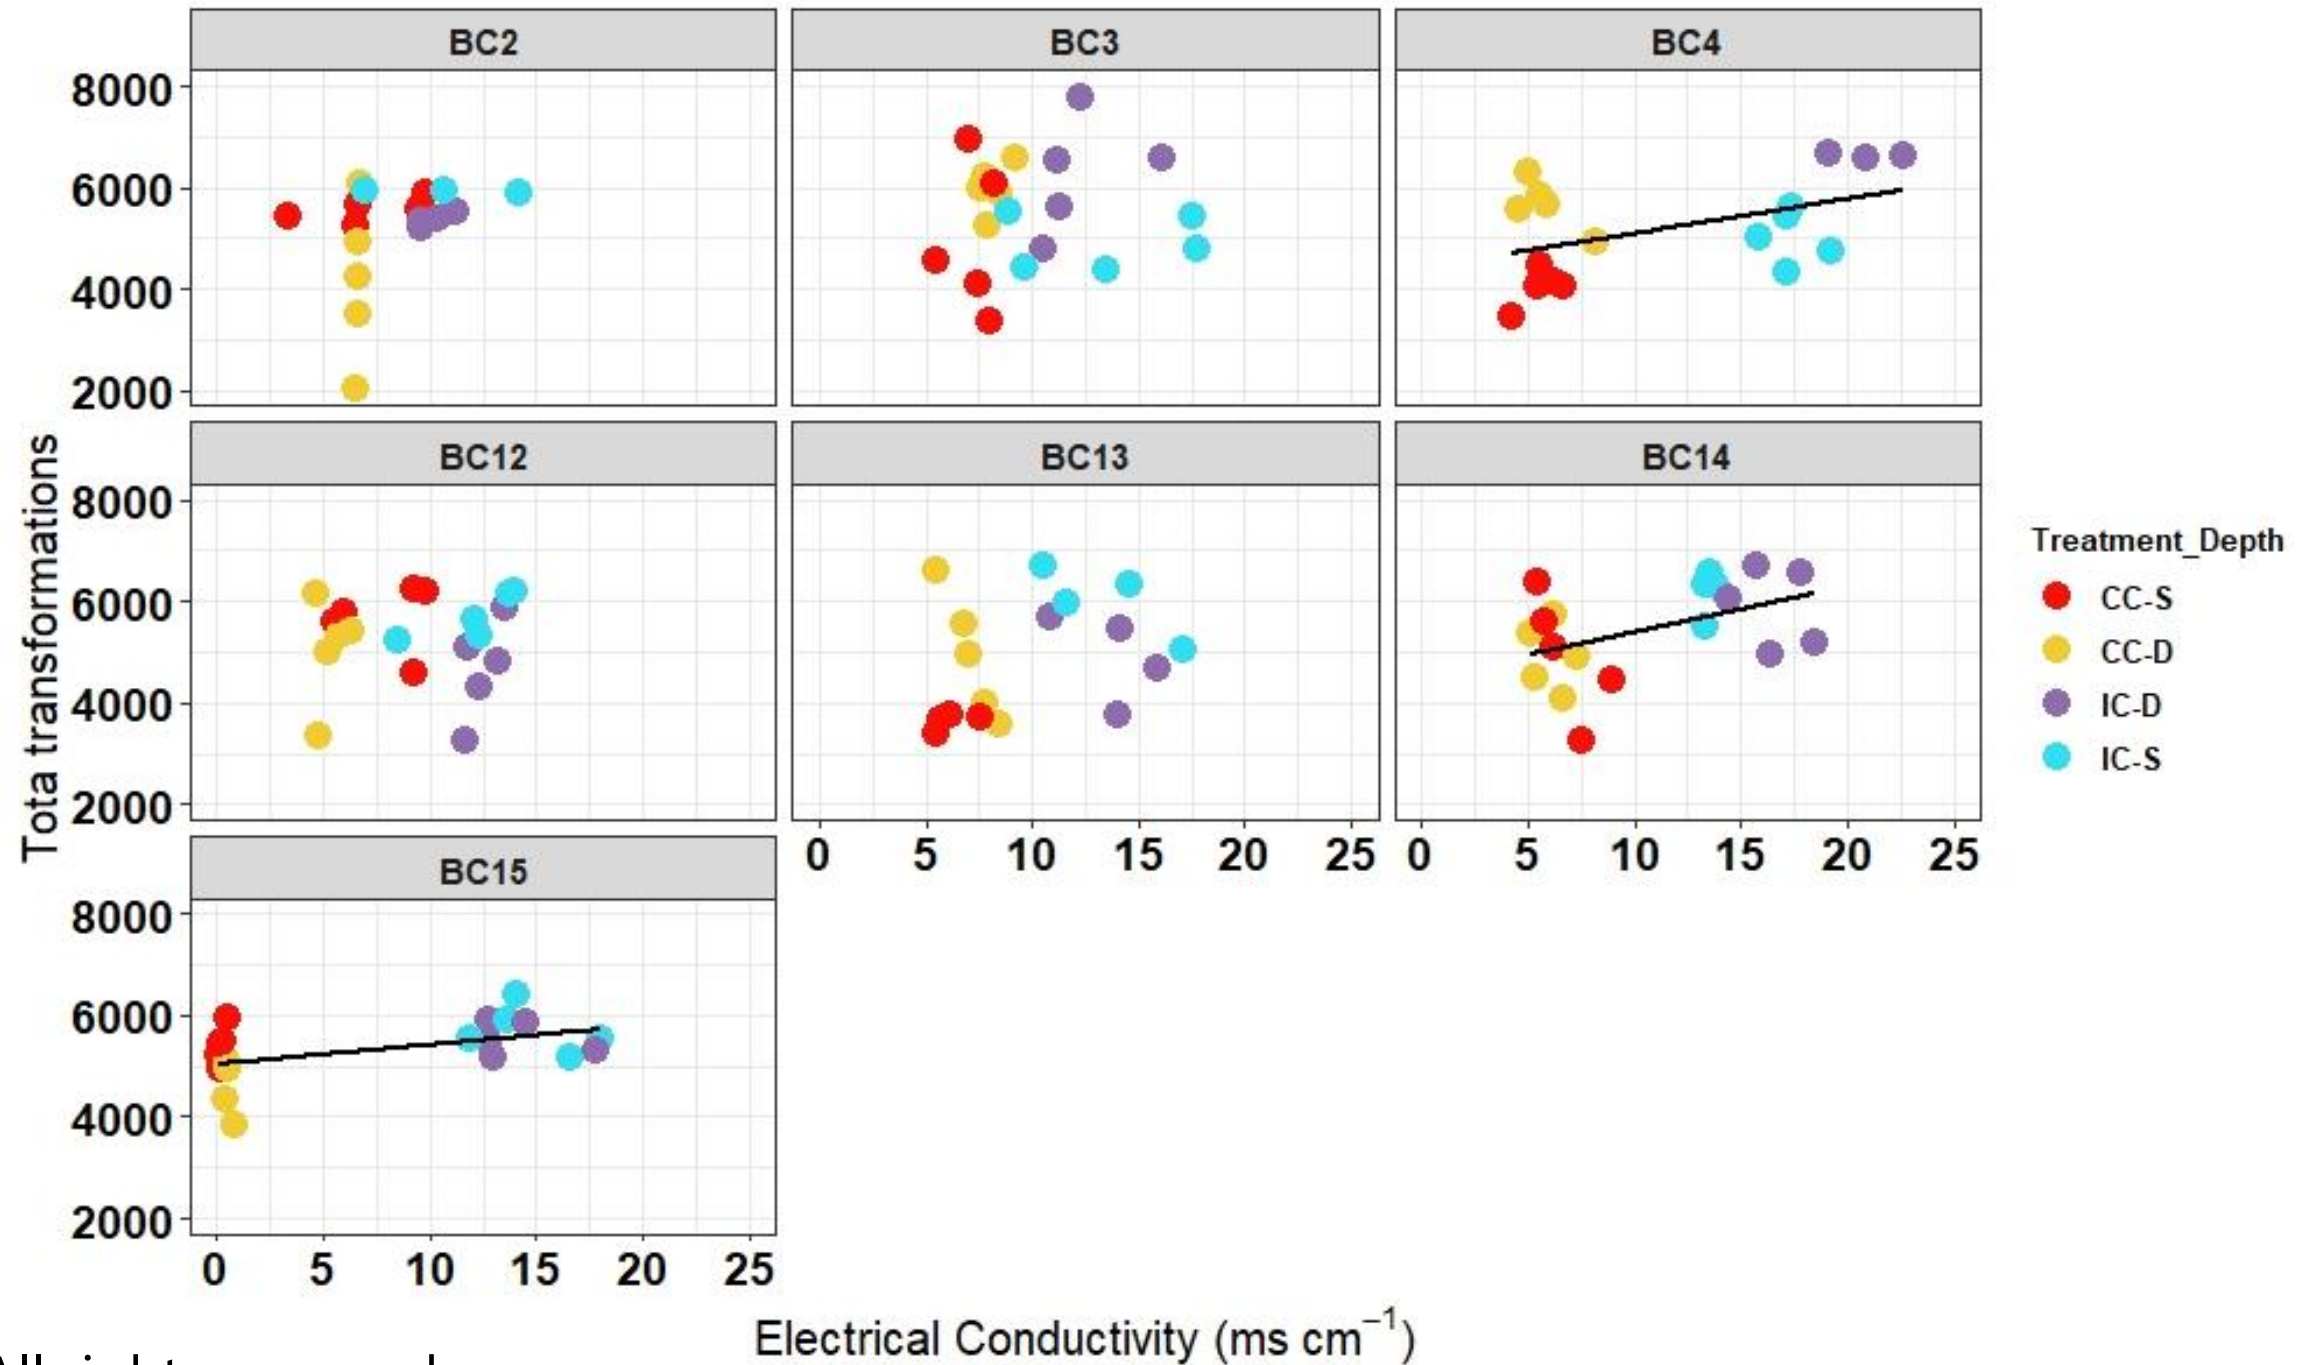 BC2
BC3
BC4
8000
6000
4000
2000
BC12
BC13
BC14
8000
6000
4000
2000
0 5 10 15 20 25
0 5 10 15 20 25
BC15
8000
6000
4000
2000
0 5 10 15 20 25
Tota transformations
Electrical Conductivity (ms cm⁻¹)
Treatment_Depth
CC-S
CC-D
IC-D
IC-S